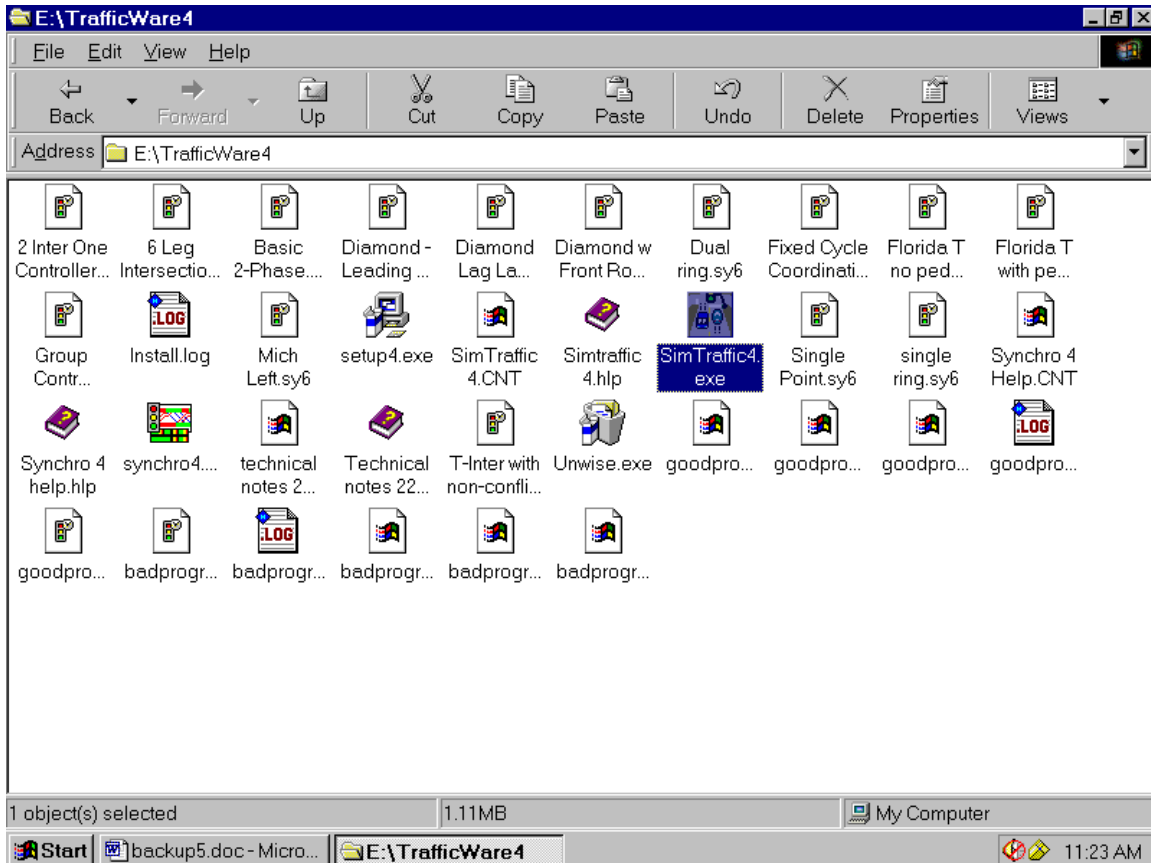 E:\TrafficWare4
File Edit View Help
Back Forward Up Cut Copy Paste Undo Delete Properties Views
Address E:\TrafficWare4
2 Inter One 6 Leg Basic Diamond - Diamond Diamond w Dual Fixed Cycle Florida T Florida T
Controller... Intersectio... 2-Phase.... Leading ... Lag La... Front Ro... ring.sy6 Coordinati... no ped... with pe...
.LOG
Group Install.log Mich setup4.exe SimTraffic Simtraffic SimTraffic4. Single single Synchro 4
Contr... Left.sy6 4.CNT 4.hlp exe Point.sy6 ring.sy6 Help.CNT
.LOG
Synchro 4 synchro4.... technical Technical T-Inter with Unwise.exe goodpro... goodpro... goodpro... goodpro...
help.hlp notes 2... notes 22... non-confli...
.LOG
goodpro... badprogr... badprogr... badprogr... badprogr... badprogr...
1 object(s) selected 1.11MB My Computer
Start backup5.doc - Micro... E:\TrafficWare4 11:23 AM